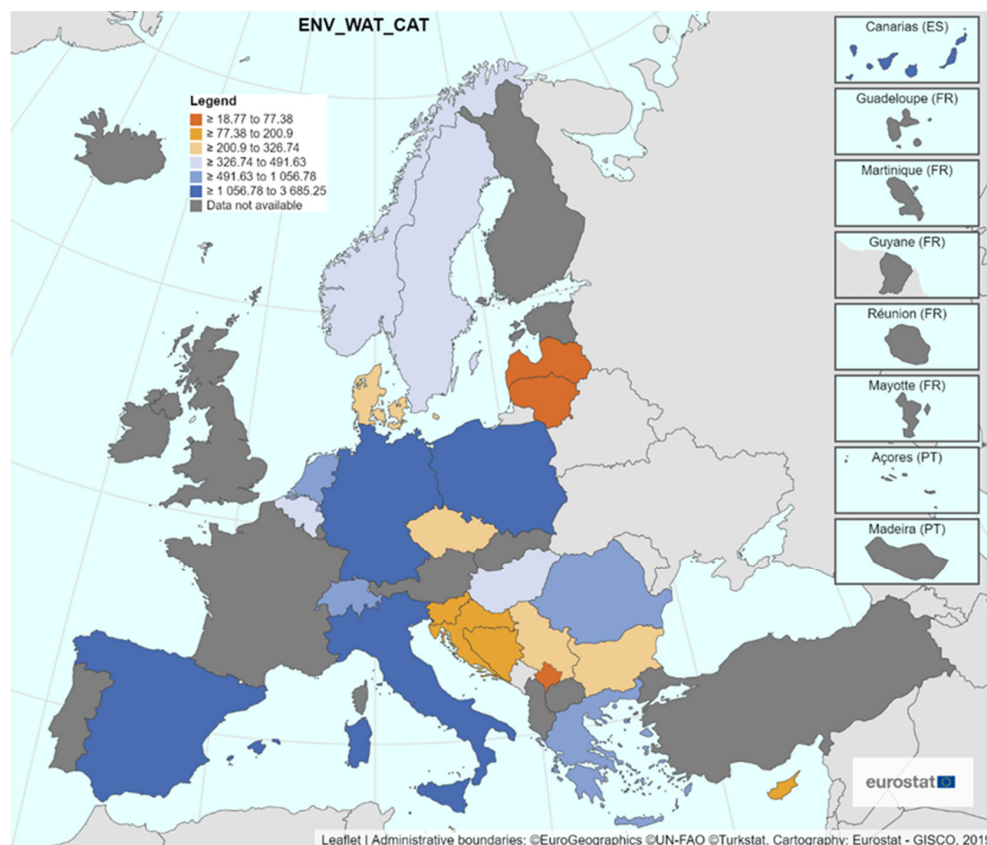 ENV_WAT_CAT
Canarias (ES)
Legend
≥ 18.77 to 77.38
≥ 77.38 to 200.9
≥ 200.9 to 326.74
≥ 326.74 to 491.63
≥ 491.63 to 1 056.78
≥ 1 056.78 to 3 685.25
Data not available
Guadeloupe (FR)
Martinique (FR)
Guyane (FR)
Réunion (FR)
Mayotte (FR)
Açores (PT)
Madeira (PT)
eurostat
Leaflet | Administrative boundaries: ©EuroGeographics ©UN-FAO ©Turkstat, Cartography: Eurostat - GISCO, 2019